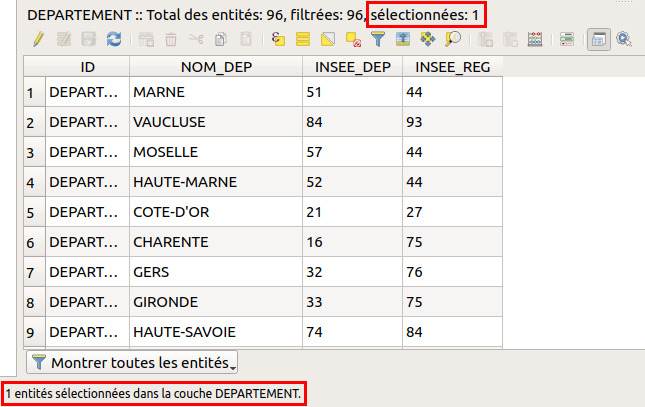 DEPARTEMENT :: Total des entités: 96, filtrées: 96, sélectionnées: 1
ID NOM_DEP INSEE_DEP INSEE_REG
1 DEPART... MARNE 51 44
2 DEPART... VAUCLUSE 84 93
3 DEPART... MOSELLE 57 44
4 DEPART... HAUTE-MARNE 52 44
5 DEPART... COTE-D'OR 21 27
6 DEPART... CHARENTE 16 75
7 DEPART... GERS 32 76
8 DEPART... GIRONDE 33 75
9 DEPART... HAUTE-SAVOIE 74 84
Montrer toutes les entités
1 entités sélectionnées dans la couche DEPARTEMENT.